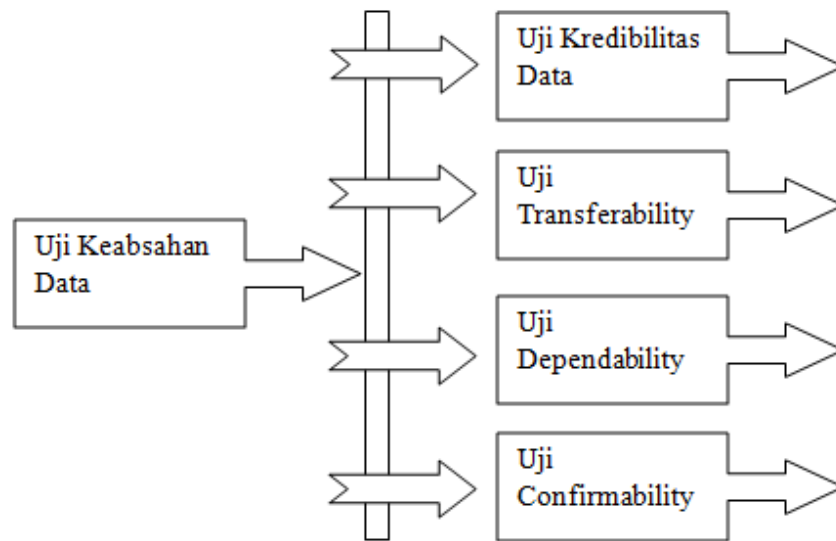 Uji Kredibilitas
Data
Uji
Transferability
Uji Keabsahan
Data
Uji
Dependability
Uji
Confirmability